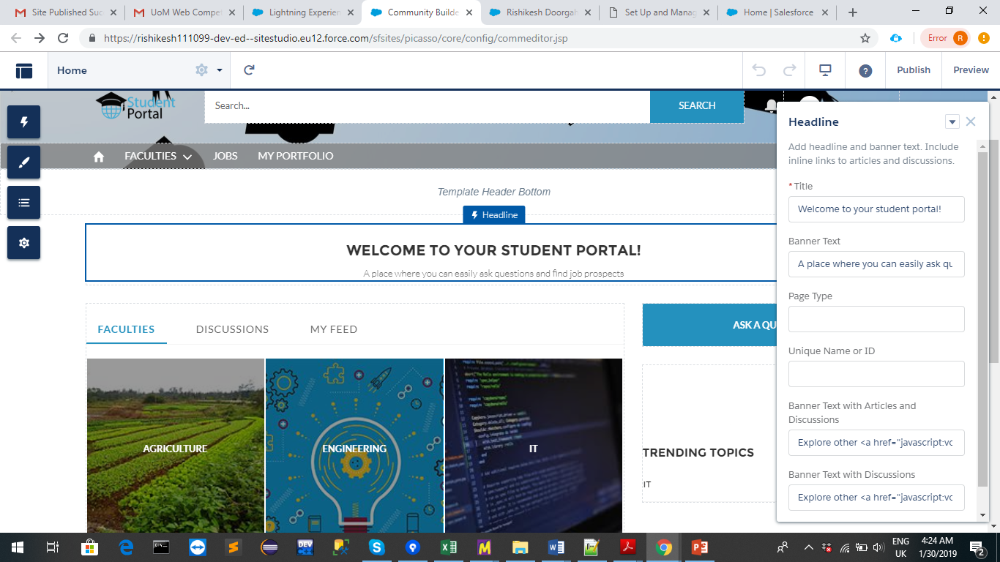 Site Published Suc
UoM Web Compet
Lightning Experien
Community Builde
Rishikesh Doorgah
Set Up and Manag
Home | Salesforce
https://rishikesh111099-dev-ed--sitestudio.eu12.force.com/sfsites/picasso/core/config/commeditor.jsp
Error R
Home
Publish
Preview
Student
Portal
Search...
SEARCH
FACULTIES
JOBS
MY PORTFOLIO
Template Header Bottom
Headline
WELCOME TO YOUR STUDENT PORTAL!
A place where you can easily ask questions and find job prospects
FACULTIES
DISCUSSIONS
MY FEED
AGRICULTURE
ENGINEERING
IT
ASK A QU
TRENDING TOPICS
IT
Headline
Add headline and banner text. Include
inline links to articles and discussions.
* Title
Welcome to your student portal!
Banner Text
A place where you can easily ask qu
Page Type
Unique Name or ID
Banner Text with Articles and
Discussions
Explore other <a href="javascript:vo
Banner Text with Discussions
Explore other <a href="javascript:vo
ENG
UK
4:24 AM
1/30/2019
2